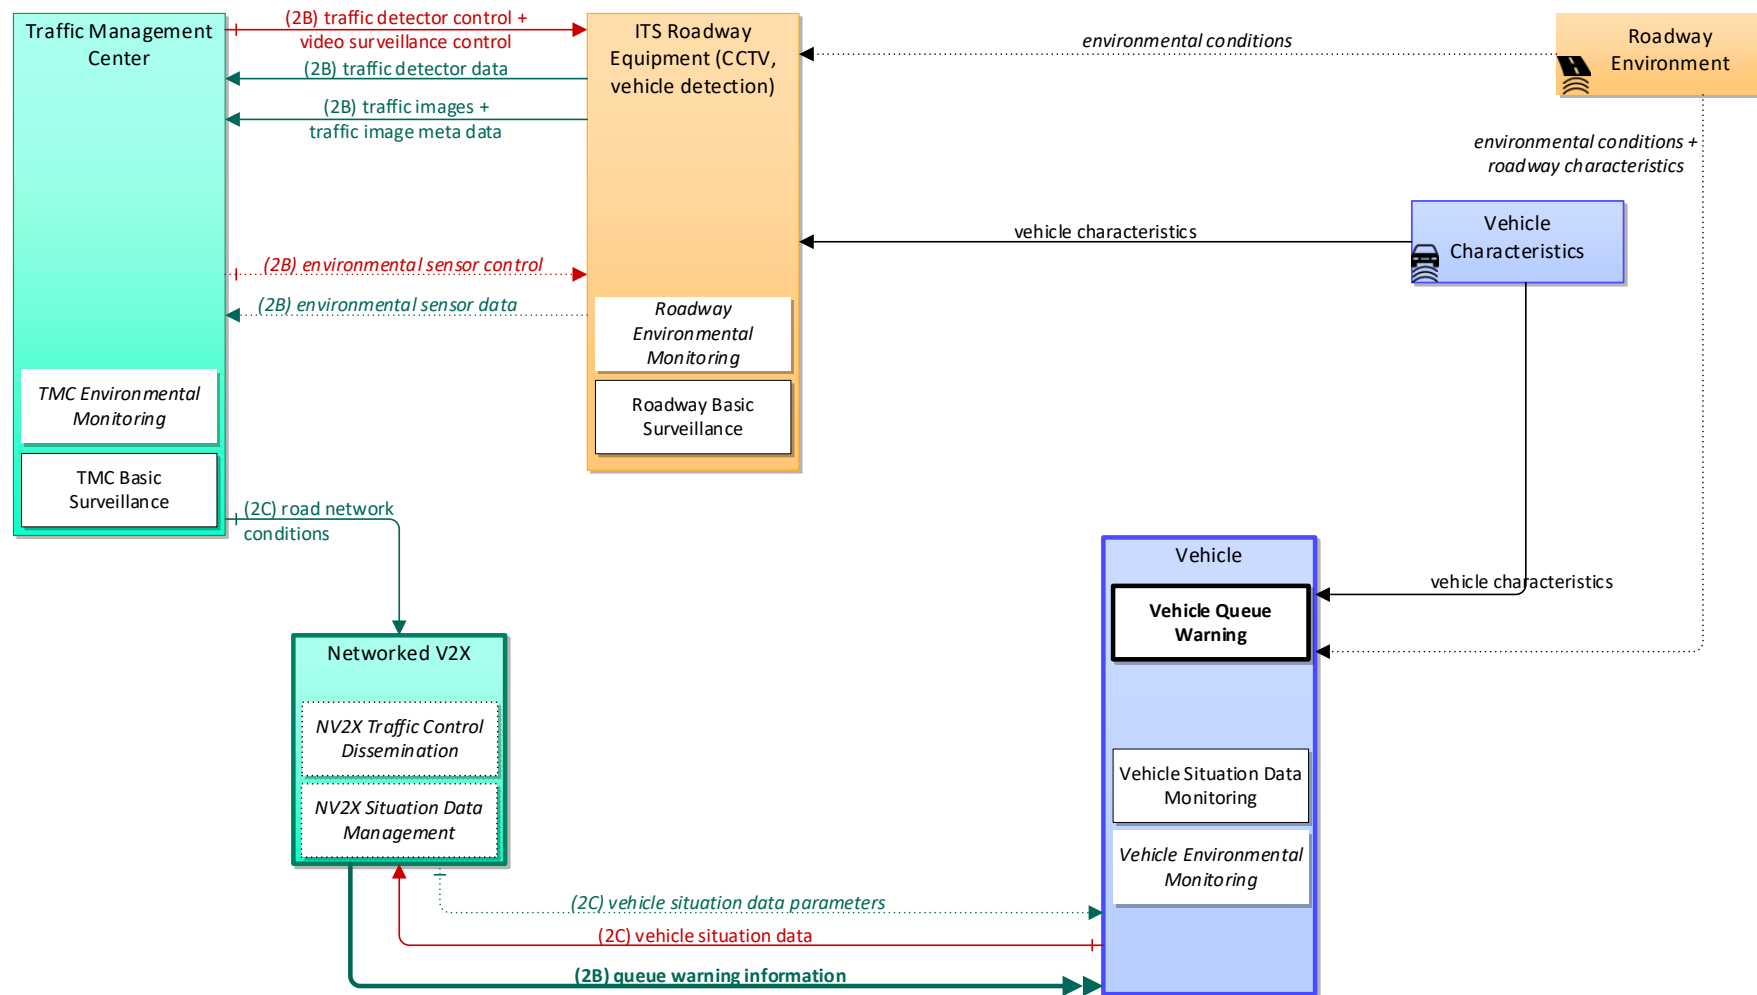 Traffic Management
Center
(2B) traffic detector control +
video surveillance control
(2B) traffic detector data
(2B) traffic images +
traffic image meta data
ITS Roadway
Equipment (CCTV,
vehicle detection)
environmental conditions
Roadway
Environment
environmental conditions +
roadway characteristics
vehicle characteristics
Vehicle
Characteristics
(2B) environmental sensor control
(2B) environmental sensor data
Roadway
Environmental
Monitoring
Roadway Basic
Surveillance
TMC Environmental
Monitoring
TMC Basic
Surveillance
(2C) road network
conditions
Vehicle
vehicle characteristics
Vehicle Queue
Warning
Networked V2X
NV2X Traffic Control
Dissemination
NV2X Situation Data
Management
Vehicle Situation Data
Monitoring
Vehicle Environmental
Monitoring
(2C) vehicle situation data parameters
(2C) vehicle situation data
(2B) queue warning information